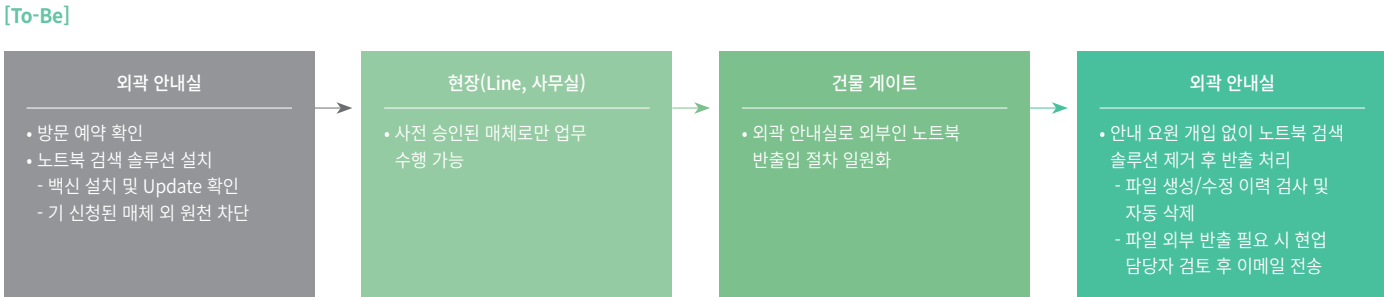 [To-Be]
외곽 안내실
• 방문 예약 확인
• 노트북 검색 솔루션 설치
- 백신 설치 및 Update 확인
- 기 신청된 매체 외 원천 차단
현장(Line, 사무실)
• 사전 승인된 매체로만 업무
수행 가능
건물 게이트
• 외곽 안내실로 외부인 노트북
반출입 절차 일원화
외곽 안내실
• 안내 요원 개입 없이 노트북 검색
솔루션 제거 후 반출 처리
- 파일 생성/수정 이력 검사 및
자동 삭제
- 파일 외부 반출 필요 시 현업
담당자 검토 후 이메일 전송